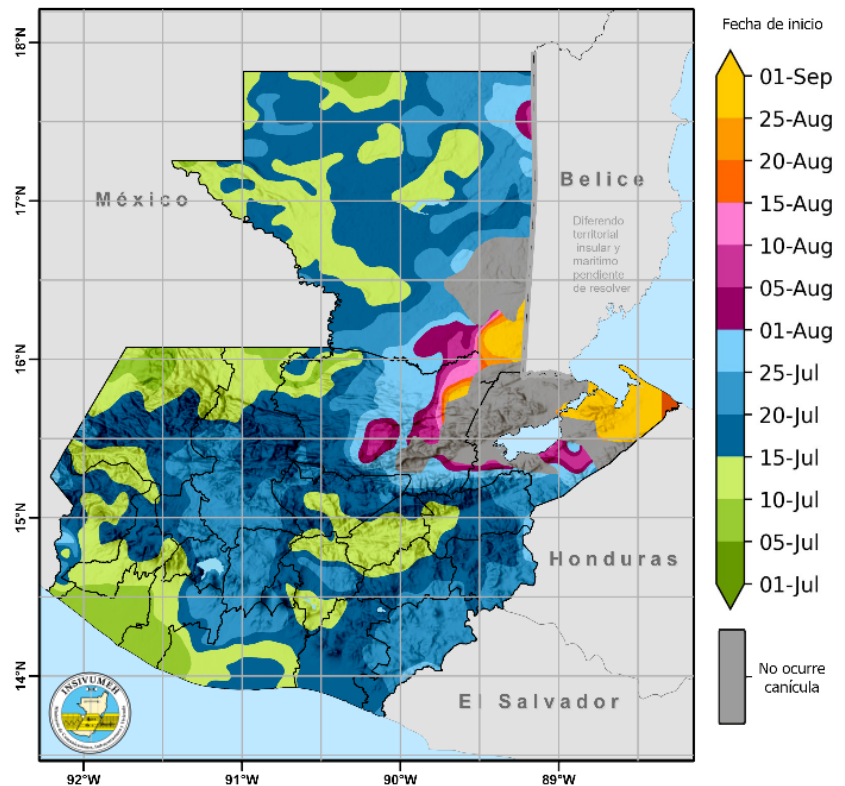 Fecha de inicio
18°N
17°N
16°N
15°N
14°N
92°W
91°W
90°W
89°W
México
Belice
Diferendo
territorial
insular y
marítimo
pendiente
de resolver
Honduras
El Salvador
INSIVUMEH
01-Sep
25-Aug
20-Aug
15-Aug
10-Aug
05-Aug
01-Aug
25-Jul
20-Jul
15-Jul
10-Jul
05-Jul
01-Jul
No ocurre
canícula